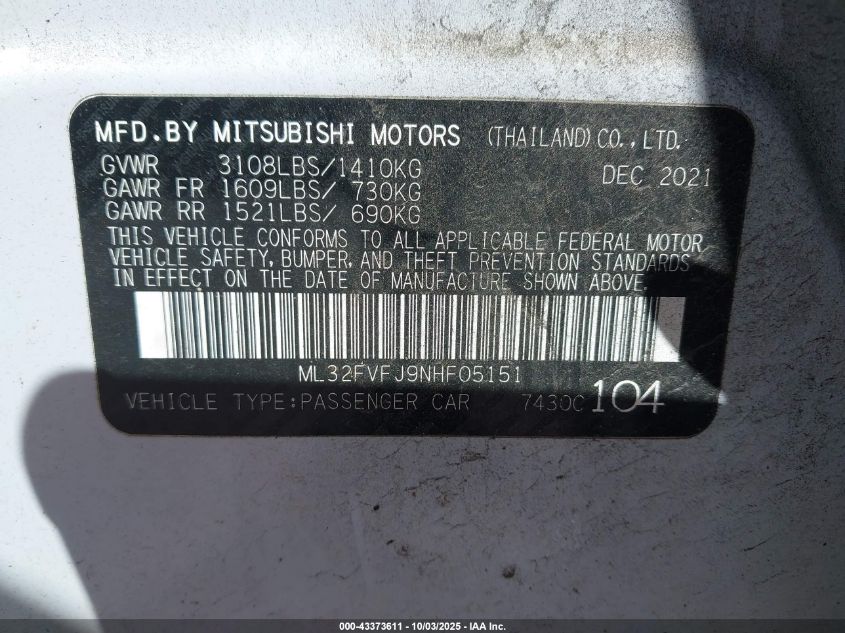 MFD.BY MITSUBISHI MOTORS (THAILAND) CO., LTD.
GVWR 3108LBS/1410KG DEC 2021
GAWR FR 1609LBS/ 730KG
GAWR RR 1521LBS/ 690KG
THIS VEHICLE CONFORMS TO ALL APPLICABLE FEDERAL MOTOR
VEHICLE SAFETY, BUMPER, AND THEFT PREVENTION STANDARDS
IN EFFECT ON THE DATE OF MANUFACTURE SHOWN ABOVE.
ML32FVFJ9NHF05151
VEHICLE TYPE:PASSENGER CAR 7430C 104
000-43373611 - 10/03/2025 - IAA Inc.